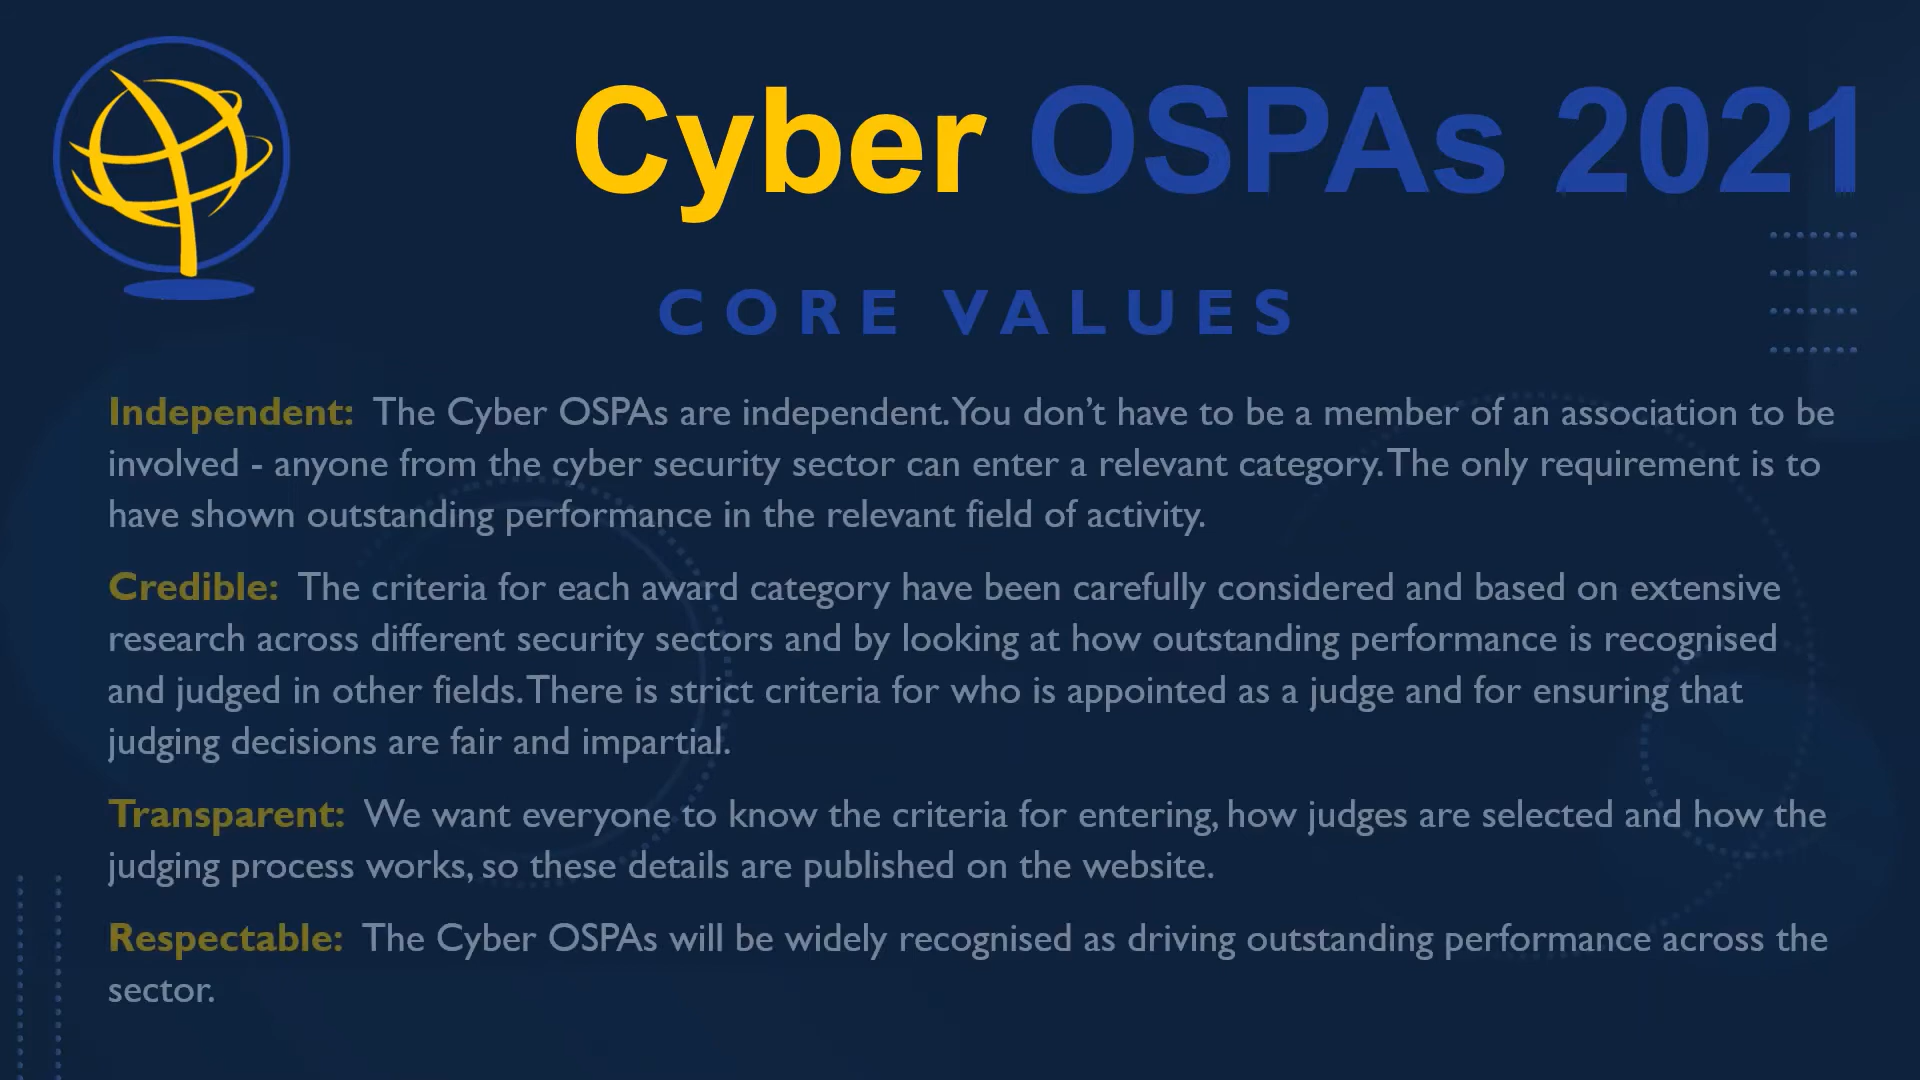 Cyber OSPAs 2021
CORE VALUES
Independent: The Cyber OSPAs are independent. You don’t have to be a member of an association to be
involved - anyone from the cyber security sector can enter a relevant category. The only requirement is to
have shown outstanding performance in the relevant field of activity.
Credible: The criteria for each award category have been carefully considered and based on extensive
research across different security sectors and by looking at how outstanding performance is recognised
and judged in other fields. There is strict criteria for who is appointed as a judge and for ensuring that
judging decisions are fair and impartial.
Transparent: We want everyone to know the criteria for entering, how judges are selected and how the
judging process works, so these details are published on the website.
Respectable: The Cyber OSPAs will be widely recognised as driving outstanding performance across the
sector.